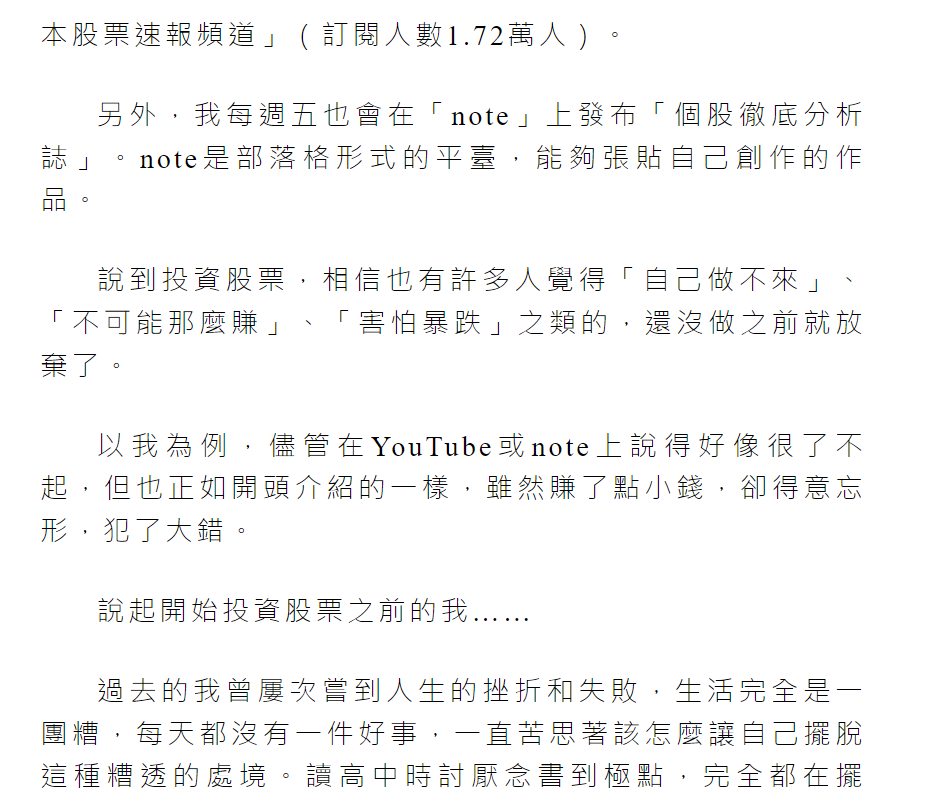 本股票速報頻道」（訂閱人數1.72萬人）。
另外，我每週五也會在「note」上發布「個股徹底分析
誌」。note是部落格形式的平臺，能夠張貼自己創作的作
品。
說到投資股票，相信也有許多人覺得「自己做不來」、
「不可能那麼賺」、「害怕暴跌」之類的，還沒做之前就放
棄了。
以我為例，儘管在YouTube或note上說得好像很了不
起，但也正如開頭介紹的一樣，雖然賺了點小錢，卻得意忘
形，犯了大錯。
說起開始投資股票之前的我……
過去的我曾屢次嘗到人生的挫折和失敗，生活完全是一
團糟，每天都沒有一件好事，一直苦思著該怎麼讓自己擺脫
這種糟透的處境。讀高中時討厭念書到極點，完全都在擺